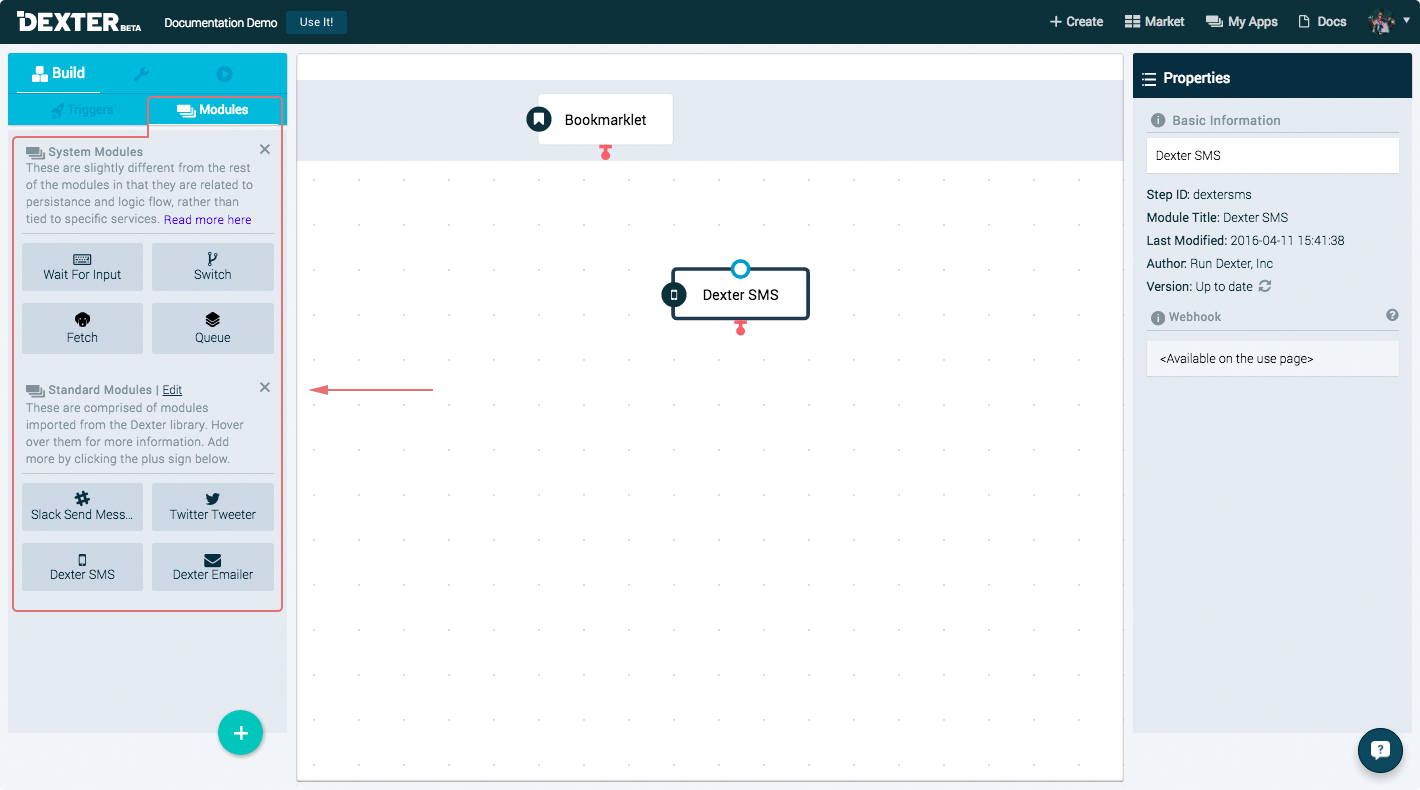 DEXTER BETA
Documentation Demo
Use It!
Create
Market
My Apps
Docs
Build
Triggers
Modules
System Modules
These are slightly different from the rest
of the modules in that they are related to
persistance and logic flow, rather than
tied to specific services. Read more here
Wait For Input
Switch
Fetch
Queue
Standard Modules | Edit
These are comprised of modules
imported from the Dexter library. Hover
over them for more information. Add
more by clicking the plus sign below.
Slack Send Mess...
Twitter Tweeter
Dexter SMS
Dexter Emailer
Bookmarklet
Dexter SMS
Properties
Basic Information
Dexter SMS
Step ID: dextersms
Module Title: Dexter SMS
Last Modified: 2016-04-11 15:41:38
Author: Run Dexter, Inc
Version: Up to date
Webhook
<Available on the use page>